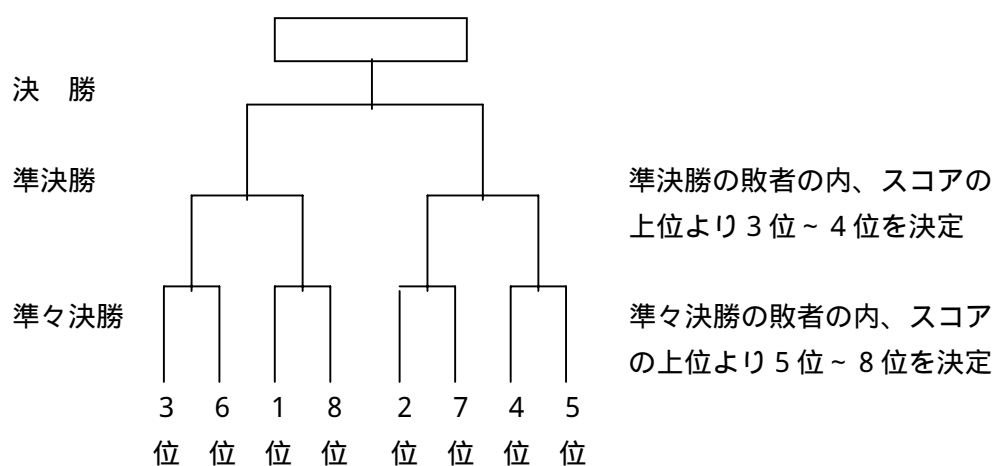 決　勝
準決勝
準決勝の敗者の内、スコアの
上位より３位～４位を決定
準々決勝
準々決勝の敗者の内、スコア
の上位より５位～８位を決定
3 6 1 8 2 7 4 5
位 位 位 位 位 位 位 位